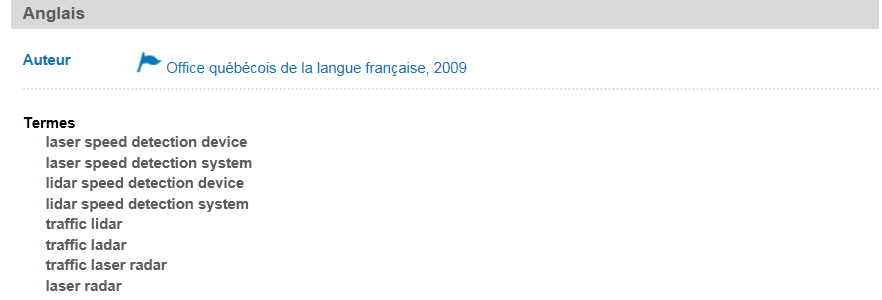 Anglais
Auteur Office québécois de la langue française, 2009
Termes
laser speed detection device
laser speed detection system
lidar speed detection device
lidar speed detection system
traffic lidar
traffic ladar
traffic laser radar
laser radar